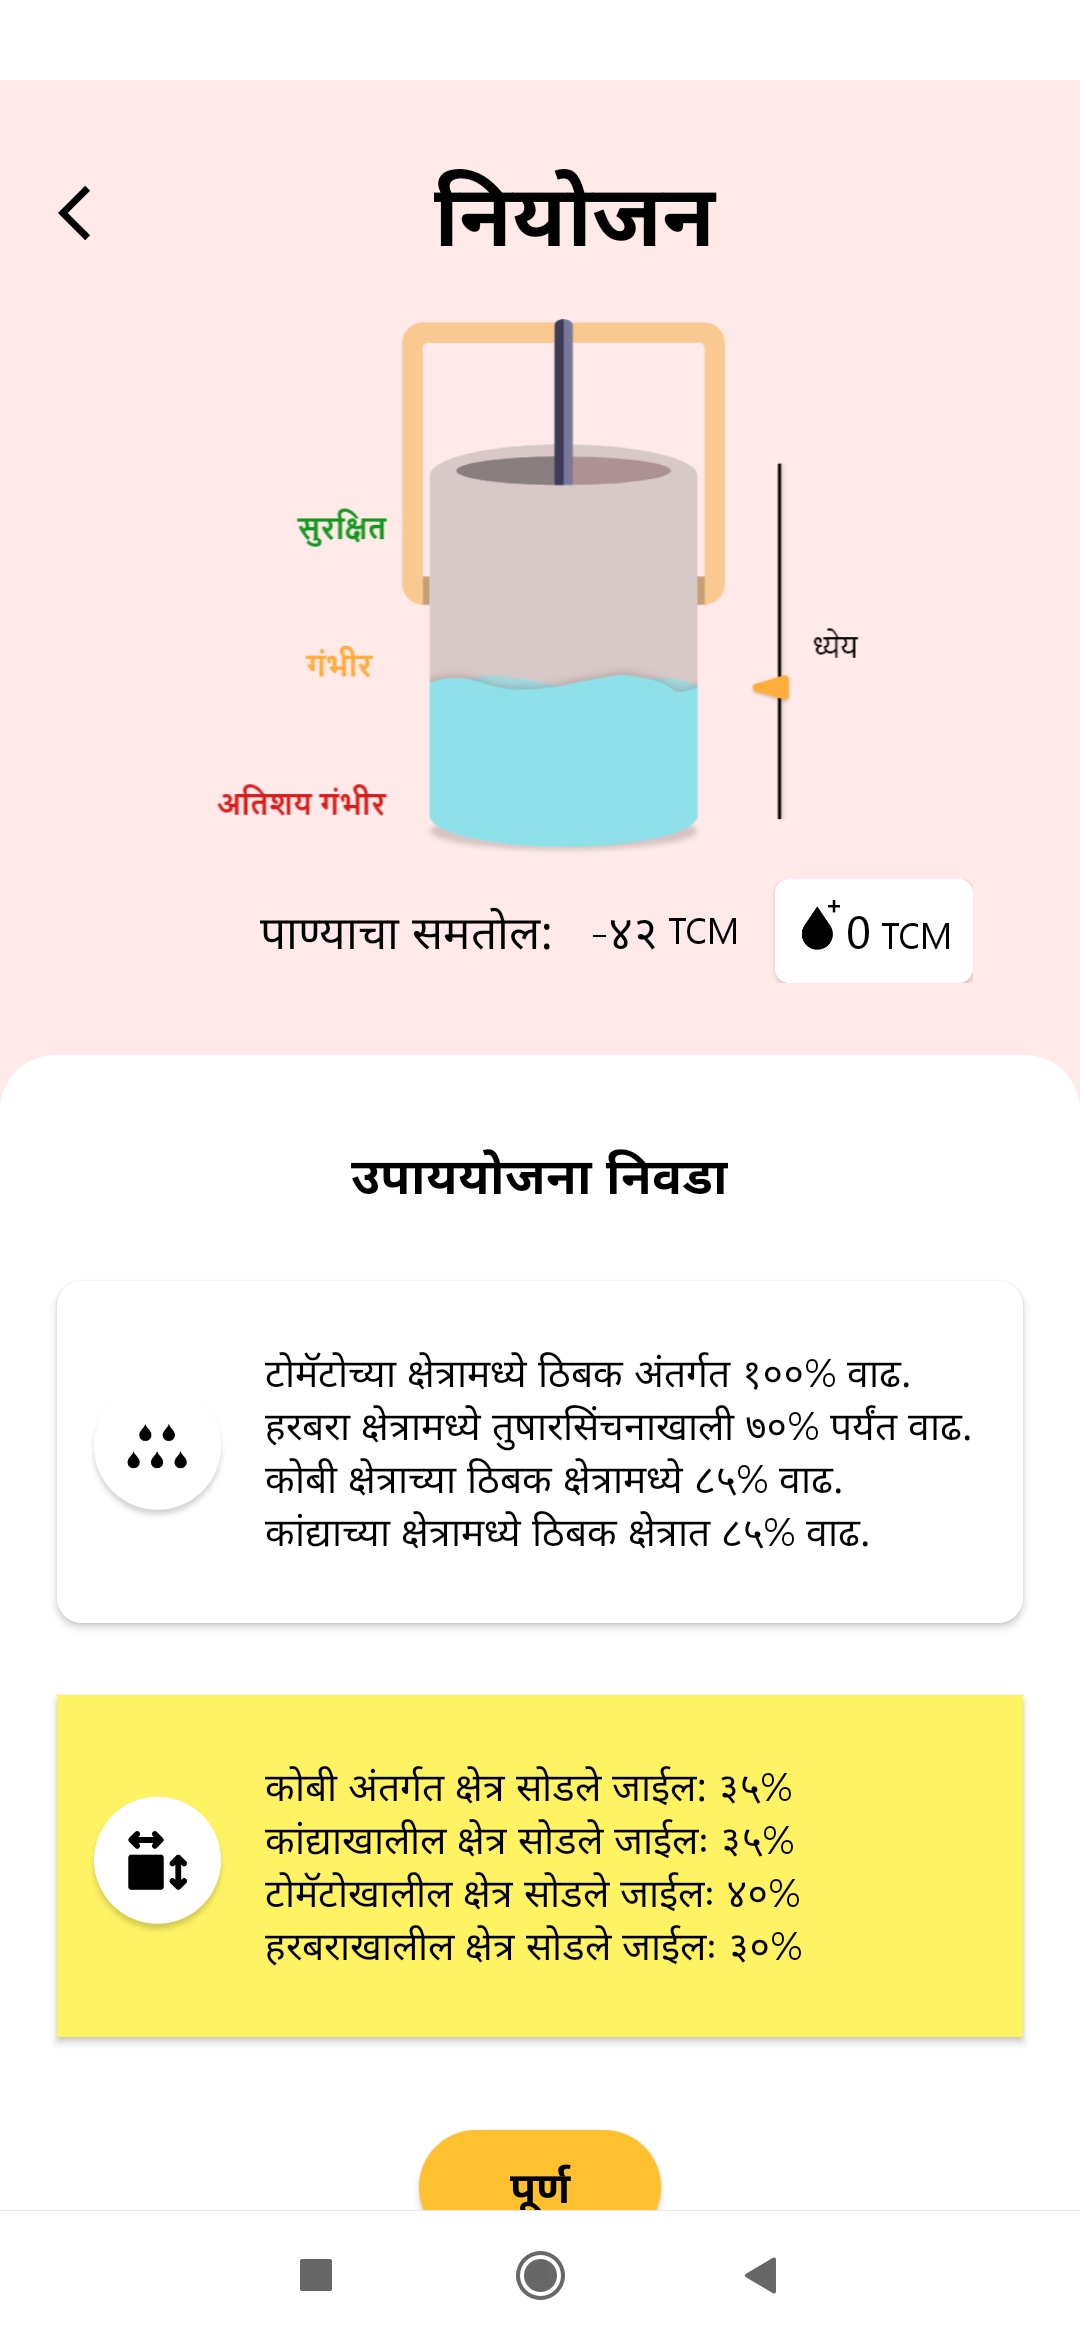 नियोजन
सुरक्षित
गंभीर
ध्येय
अतिशय गंभीर
पाण्याचा समतोल: -४२ TCM
0 TCM
उपाययोजना निवडा
टोमॅटोच्या क्षेत्रामध्ये ठिबक अंतर्गत १००% वाढ.
हरबरा क्षेत्रामध्ये तुषारसिंचनाखाली ७०% पर्यंत वाढ.
कोबी क्षेत्राच्या ठिबक क्षेत्रामध्ये ८५% वाढ.
कांद्याच्या क्षेत्रामध्ये ठिबक क्षेत्रात ८५% वाढ.
कोबी अंतर्गत क्षेत्र सोडले जाईल: ३५%
कांद्याखालील क्षेत्र सोडले जाईल: ३५%
टोमॅटोखालील क्षेत्र सोडले जाईल: ४०%
हरबराखालील क्षेत्र सोडले जाईल: ३०%
पूर्ण